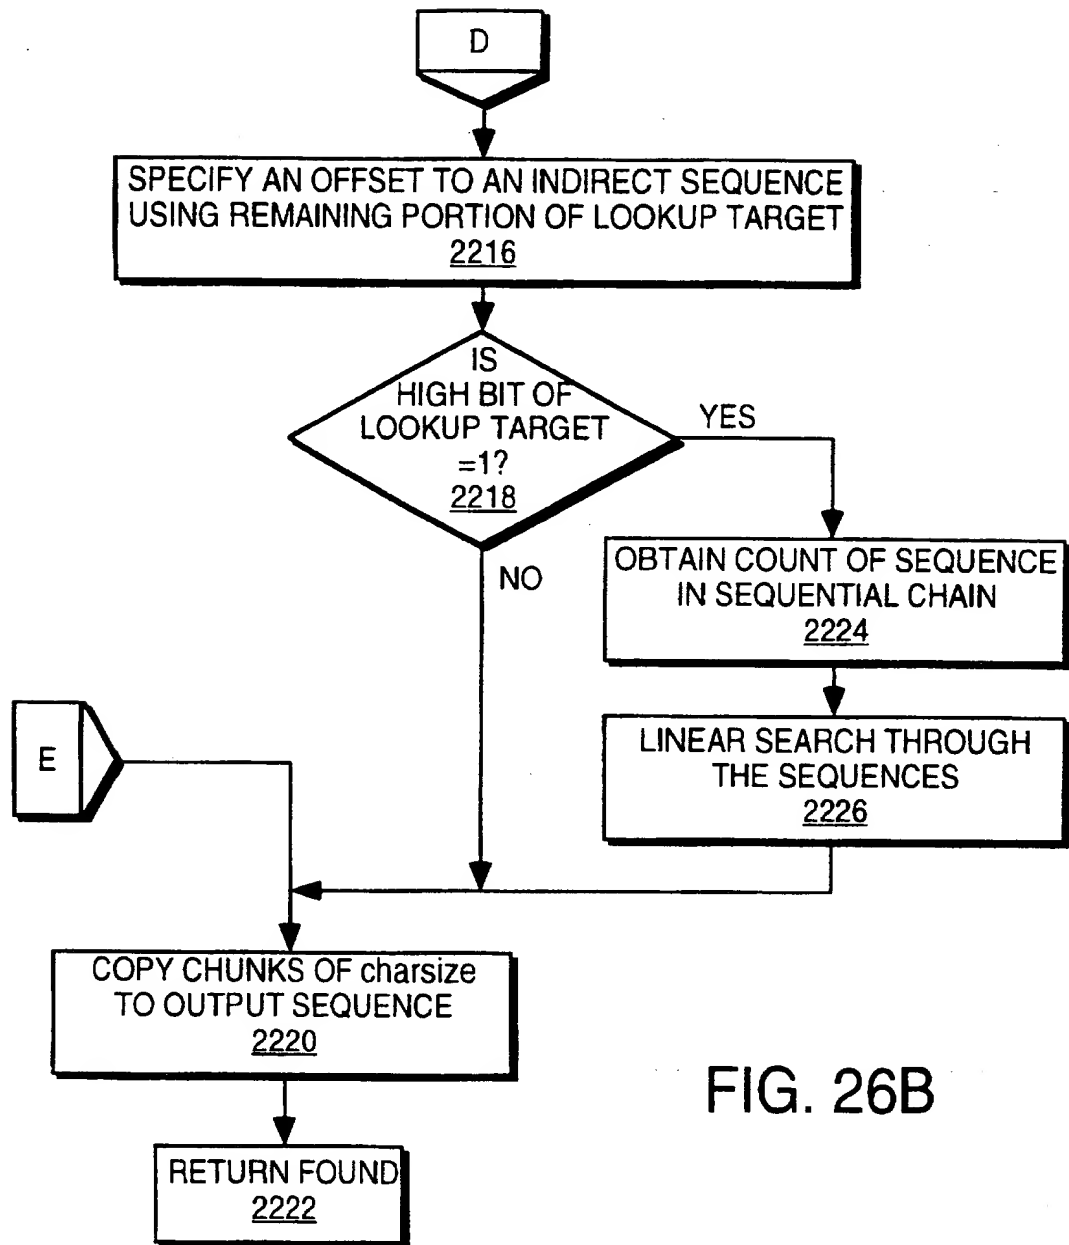 D
SPECIFY AN OFFSET TO AN INDIRECT SEQUENCE
USING REMAINING PORTION OF LOOKUP TARGET
2216
IS
HIGH BIT OF
LOOKUP TARGET
=1?
2218
YES
NO
OBTAIN COUNT OF SEQUENCE
IN SEQUENTIAL CHAIN
2224
LINEAR SEARCH THROUGH
THE SEQUENCES
2226
E
COPY CHUNKS OF charsize
TO OUTPUT SEQUENCE
2220
RETURN FOUND
2222
FIG. 26B